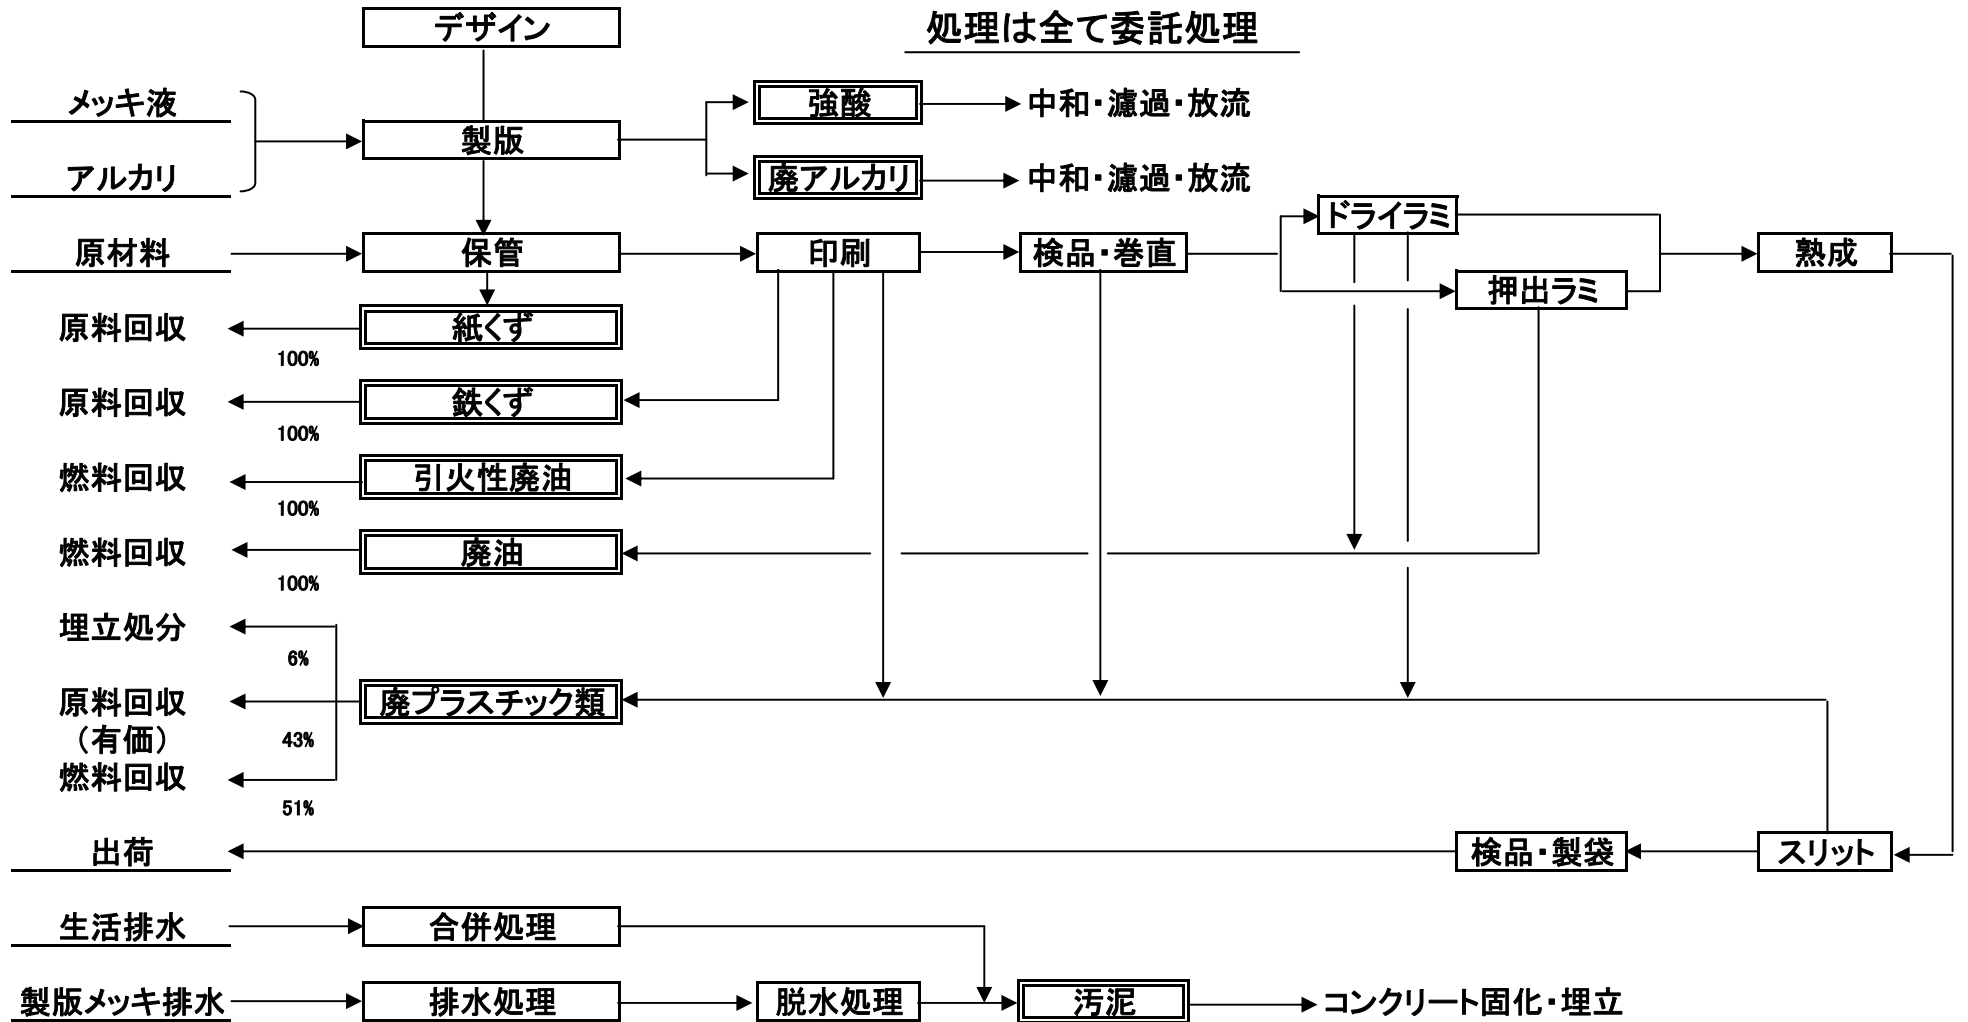 デザイン
処理は全て委託処理
メッキ液
強酸
中和・濾過・放流
製版
アルカリ
廃アルカリ
中和・濾過・放流
ドライラミ
原材料
保管
印刷
検品・巻直
熟成
押出ラミ
原料回収
紙くず
100%
原料回収
鉄くず
100%
燃料回収
引火性廃油
100%
燃料回収
廃油
100%
埋立処分
6%
原料回収
(有価)
廃プラスチック類
43%
燃料回収
51%
出荷
検品・製袋
スリット
生活排水
合併処理
製版メッキ排水
排水処理
脱水処理
汚泥
コンクリート固化・埋立